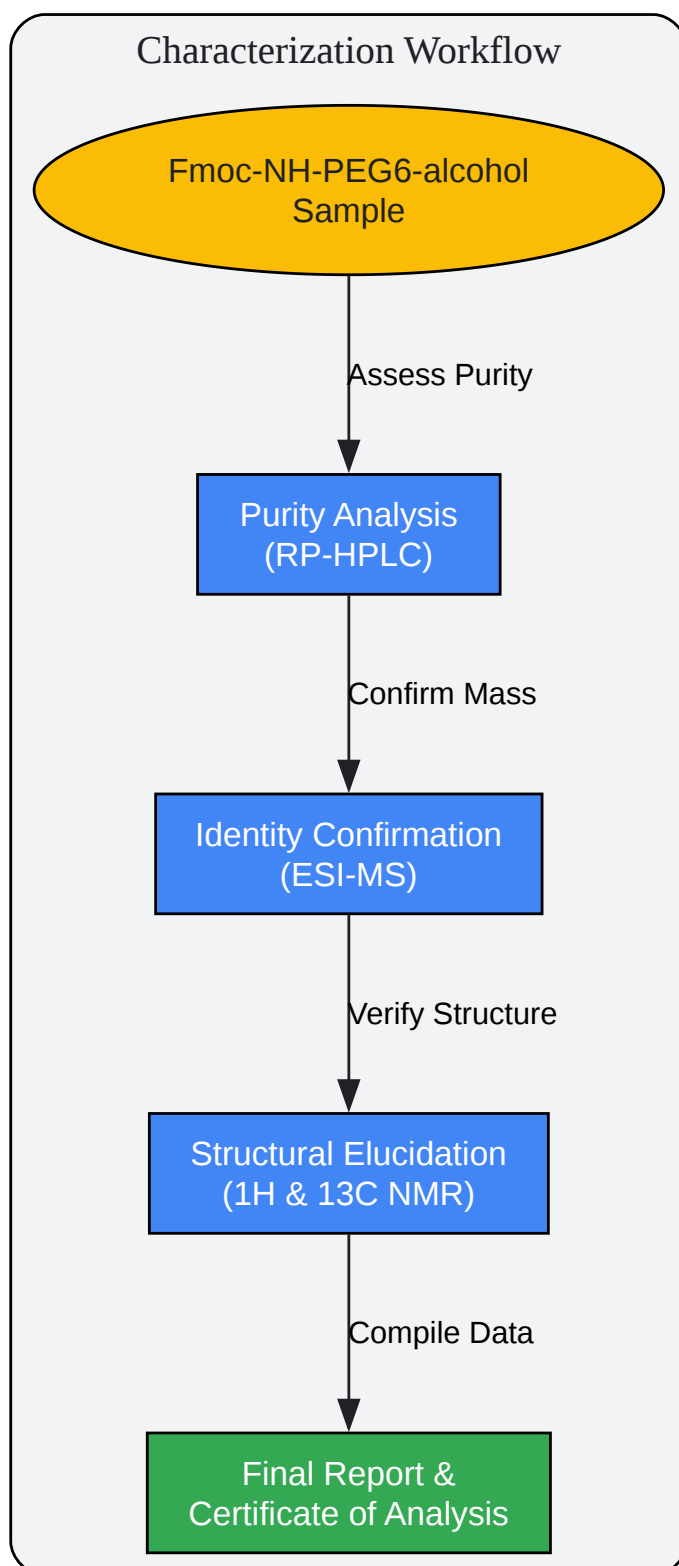 Characterization Workflow
Fmoc-NH-PEG6-alcohol
Sample
Assess Purity
Purity Analysis
(RP-HPLC)
Confirm Mass
Identity Confirmation
(ESI-MS)
Verify Structure
Structural Elucidation
(1H & 13C NMR)
Compile Data
Final Report &
Certificate of Analysis